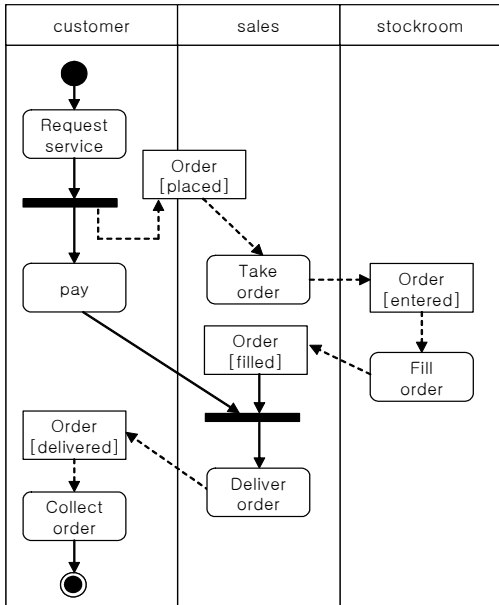 customer
sales
stockroom
Request
service
Order
[placed]
pay
Take
order
Order
[entered]
Order
[filled]
Fill
order
Order
[delivered]
Deliver
order
Collect
order